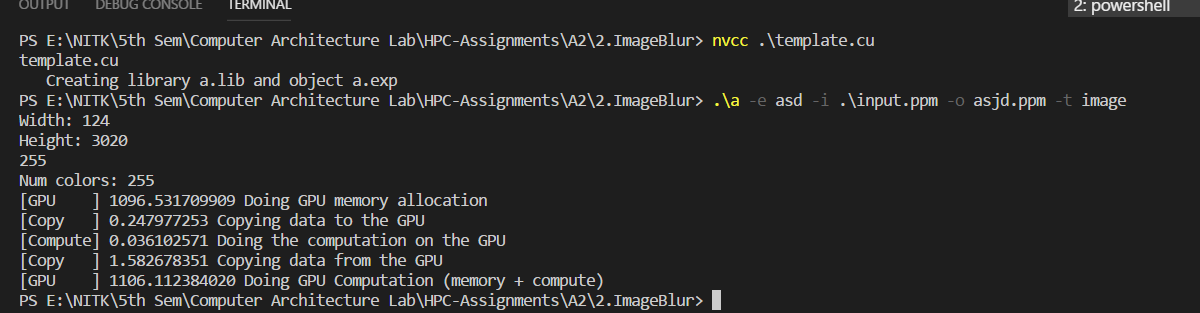 OUTPUT DEBUG CONSOLE TERMINAL 2: powershell
PS E:\NITK\5th Sem\Computer Architecture Lab\HPC-Assignments\A2\2.ImageBlur> nvcc .\template.cu
template.cu
   Creating library a.lib and object a.exp
PS E:\NITK\5th Sem\Computer Architecture Lab\HPC-Assignments\A2\2.ImageBlur> .\a -e asd -i .\input.ppm -o asjd.ppm -t image
Width: 124
Height: 3020
255
Num colors: 255
[GPU    ] 1096.531709909 Doing GPU memory allocation
[Copy   ] 0.247977253 Copying data to the GPU
[Compute] 0.036102571 Doing the computation on the GPU
[Copy   ] 1.582678351 Copying data from the GPU
[GPU    ] 1106.112384020 Doing GPU Computation (memory + compute)
PS E:\NITK\5th Sem\Computer Architecture Lab\HPC-Assignments\A2\2.ImageBlur>